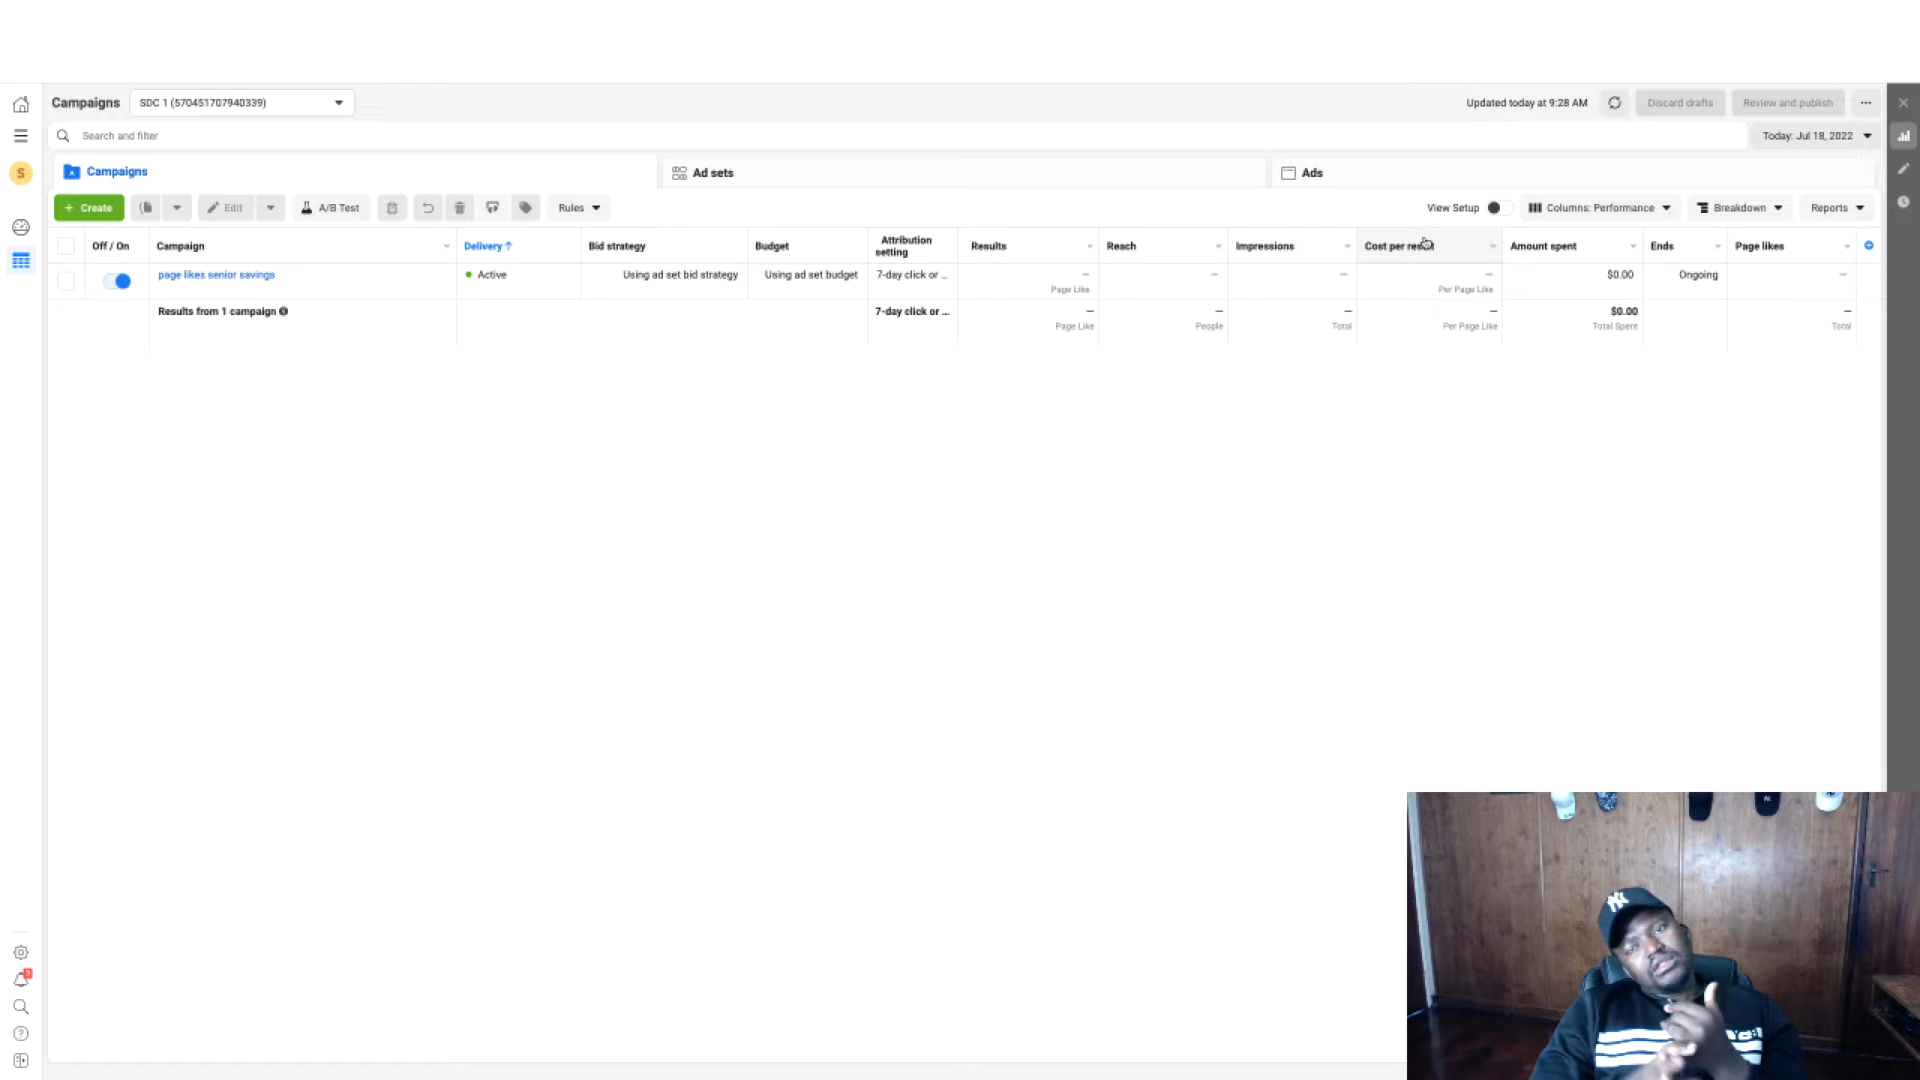 Campaigns
SDC 1 (570451707940339)
Updated today at 9:28 AM
Discard drafts
Review and publish
Search and filter
Today: Jul 18, 2022
S
Campaigns
Ad sets
Ads
+ Create
Edit
A/B Test
Rules
View Setup
Columns: Performance
Breakdown
Reports
Off / On
Campaign
Delivery ↑
Bid strategy
Budget
Attribution
setting
Results
Reach
Impressions
Cost per result
Amount spent
Ends
Page likes
page likes senior savings
Active
Using ad set bid strategy
Using ad set budget
7-day click or ...
—
Page Like
—
—
—
Per Page Like
$0.00
Ongoing
—
Results from 1 campaign
7-day click or ...
—
Page Like
—
People
—
Total
—
Per Page Like
$0.00
Total Spent
—
Total
NY